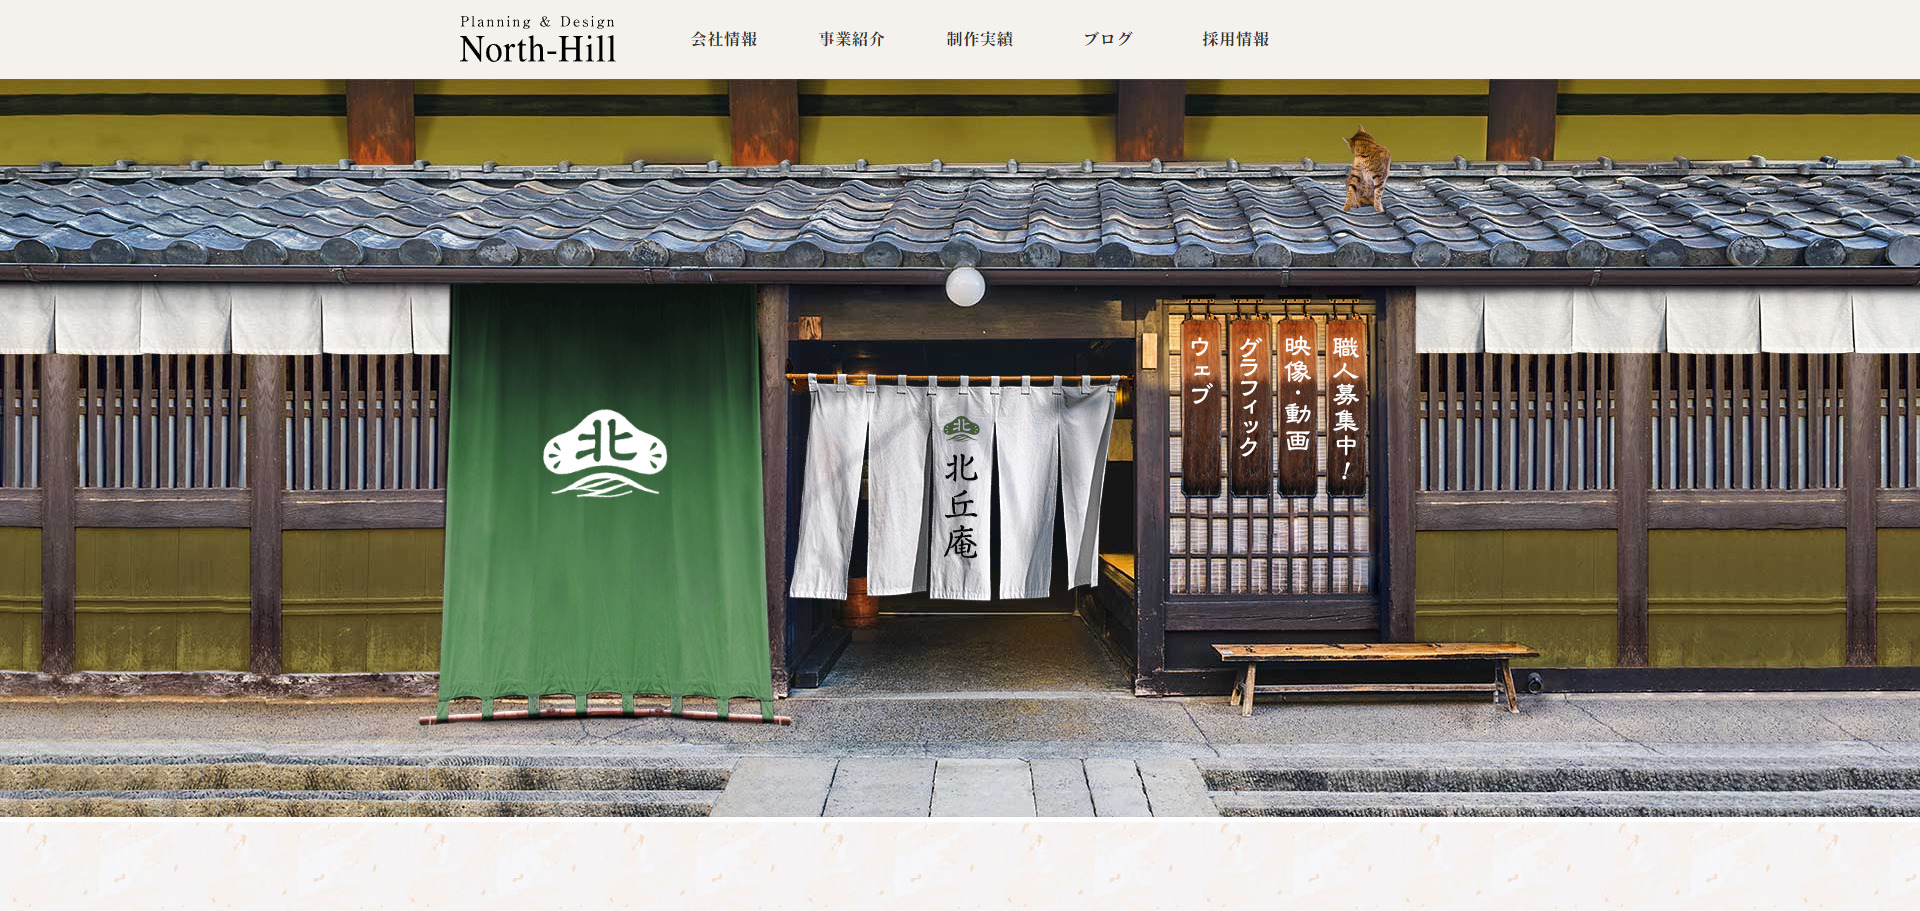 Planning & Design
North-Hill
会社情報
事業紹介
制作実績
ブログ
採用情報
北
北
北丘庵
職人募集中!
映像・動画
グラフィック
ウェブ